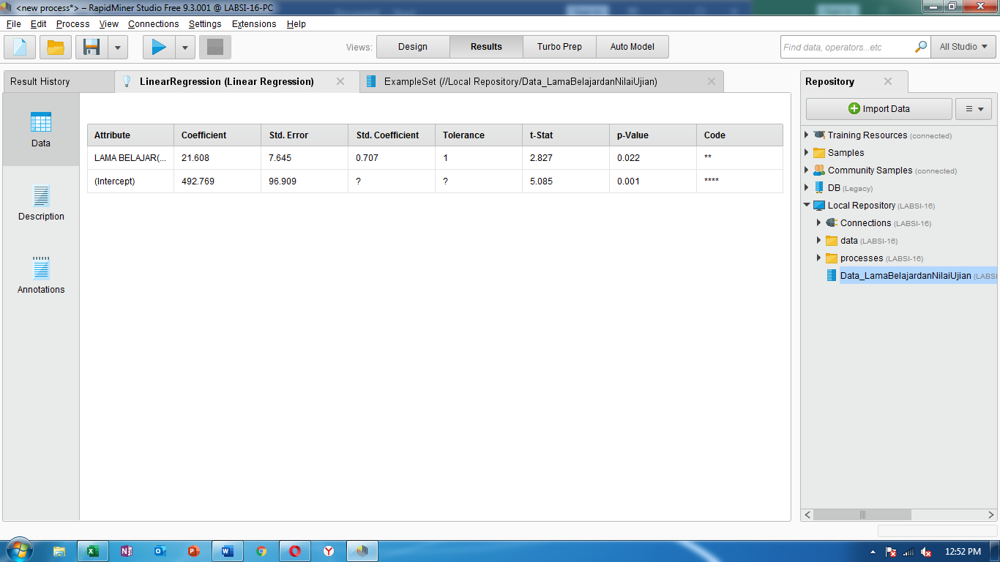 <new process*> – RapidMiner Studio Free 9.3.001 @ LABSI-16-PC
File Edit Process View Connections Settings Extensions Help
Views: Design Results Turbo Prep Auto Model
Find data, operators...etc
All Studio
Result History
LinearRegression (Linear Regression)
ExampleSet (//Local Repository/Data_LamaBelajardanNilaiUjian)
Data
Description
Annotations
Attribute Coefficient Std. Error Std. Coefficient Tolerance t-Stat p-Value Code
LAMA BELAJAR(... 21.608 7.645 0.707 1 2.827 0.022 **
(Intercept) 492.769 96.909 ? ? 5.085 0.001 ****
Repository
Import Data
Training Resources (connected)
Samples
Community Samples (connected)
DB (Legacy)
Local Repository (LABSI-16)
Connections (LABSI-16)
data (LABSI-16)
processes (LABSI-16)
Data_LamaBelajardanNilaiUjian (LABSI
12:52 PM